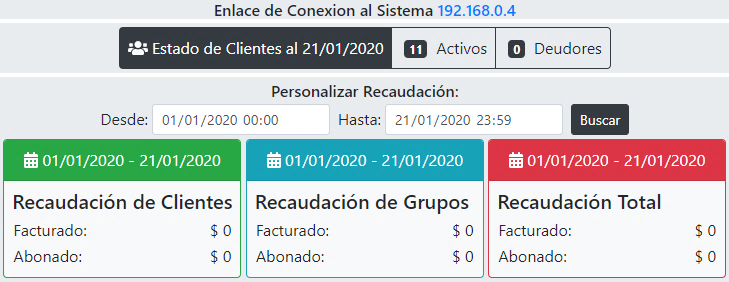 Enlace de Conexion al Sistema 192.168.0.4
Estado de Clientes al 21/01/2020 11 Activos 0 Deudores
Personalizar Recaudación:
Desde: 01/01/2020 00:00 Hasta: 21/01/2020 23:59 Buscar
01/01/2020 - 21/01/2020
Recaudación de Clientes
Facturado: $ 0
Abonado: $ 0
01/01/2020 - 21/01/2020
Recaudación de Grupos
Facturado: $ 0
Abonado: $ 0
01/01/2020 - 21/01/2020
Recaudación Total
Facturado: $ 0
Abonado: $ 0